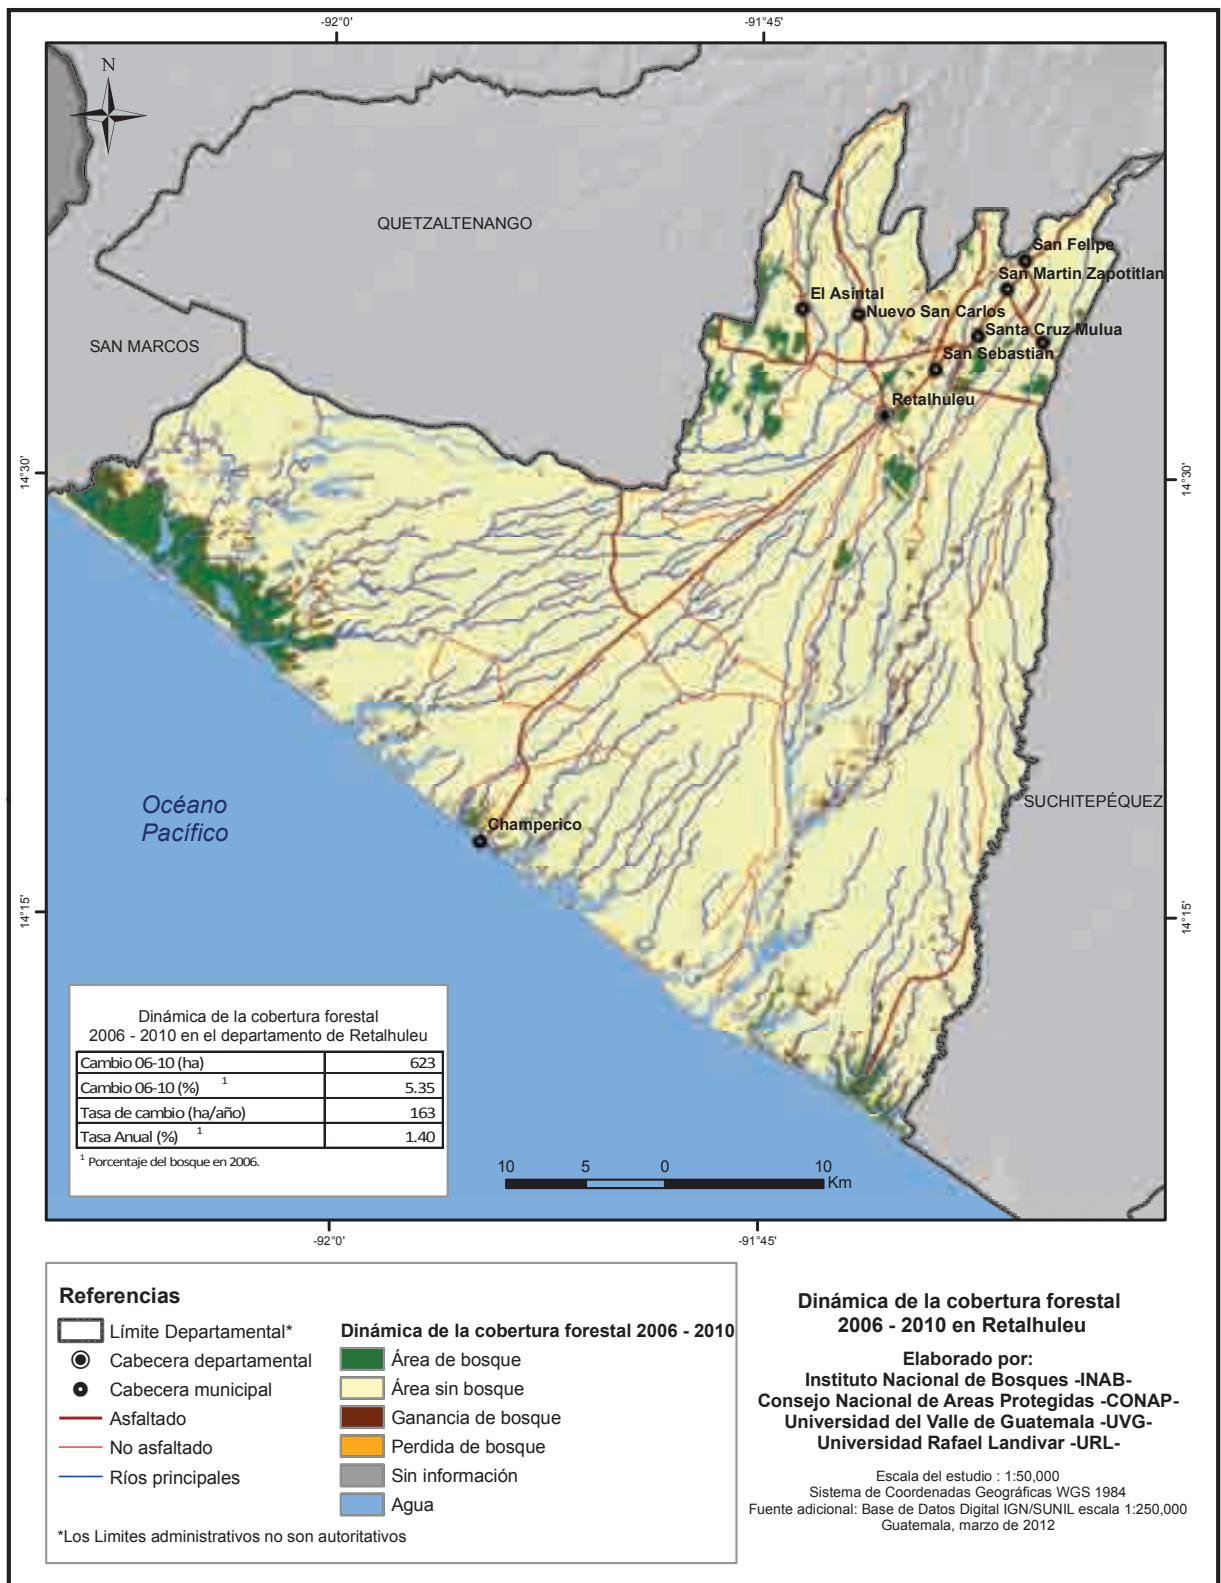 -92°0'
-91°45'
N
QUETZALTENANGO
SAN MARCOS
San Felipe
San Martin Zapotitlan
El Asintal
Nuevo San Carlos
Santa Cruz Mulua
San Sebastian
Retalhuleu
14°30'
14°30'
SUCHITEPÉQUEZ
Océano
Pacífico
Champerico
14°15'
14°15'
Dinámica de la cobertura forestal
2006 - 2010 en el departamento de Retalhuleu
Cambio 06-10 (ha) 623
Cambio 06-10 (%) 1 5.35
Tasa de cambio (ha/año) 163
Tasa Anual (%) 1 1.40
1 Porcentaje del bosque en 2006.
10 5 0 10
Km
-92°0'
-91°45'
Referencias
Límite Departamental*
Cabecera departamental
Cabecera municipal
Asfaltado
No asfaltado
Ríos principales
Dinámica de la cobertura forestal 2006 - 2010
Área de bosque
Área sin bosque
Ganancia de bosque
Perdida de bosque
Sin información
Agua
*Los Limites administrativos no son autoritativos
Dinámica de la cobertura forestal
2006 - 2010 en Retalhuleu
Elaborado por:
Instituto Nacional de Bosques -INAB-
Consejo Nacional de Areas Protegidas -CONAP-
Universidad del Valle de Guatemala -UVG-
Universidad Rafael Landivar -URL-
Escala del estudio : 1:50,000
Sistema de Coordenadas Geográficas WGS 1984
Fuente adicional: Base de Datos Digital IGN/SUNIL escala 1:250,000
Guatemala, marzo de 2012